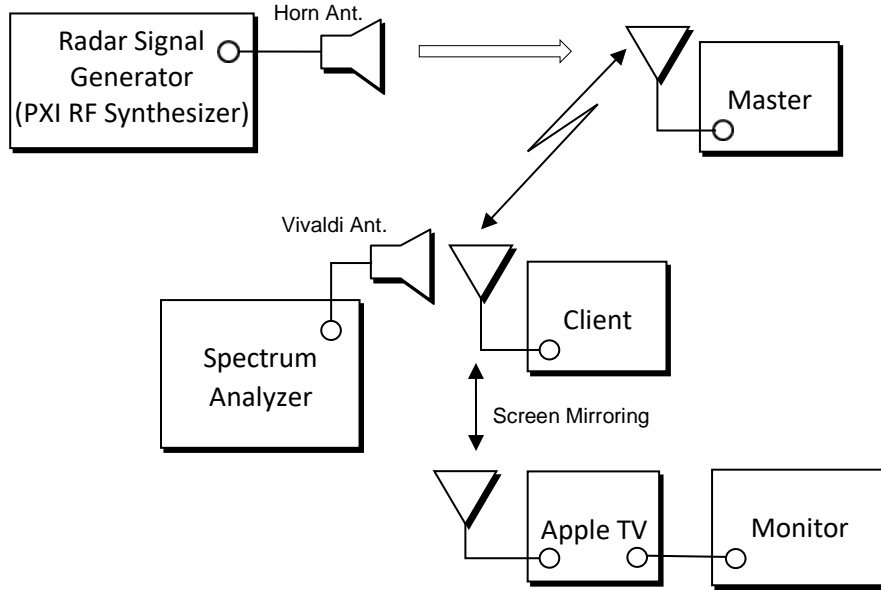 Horn Ant.
Radar Signal
Generator
(PXI RF Synthesizer)
Master
Vivaldi Ant.
Client
Spectrum
Analyzer
Screen Mirroring
Apple TV
Monitor